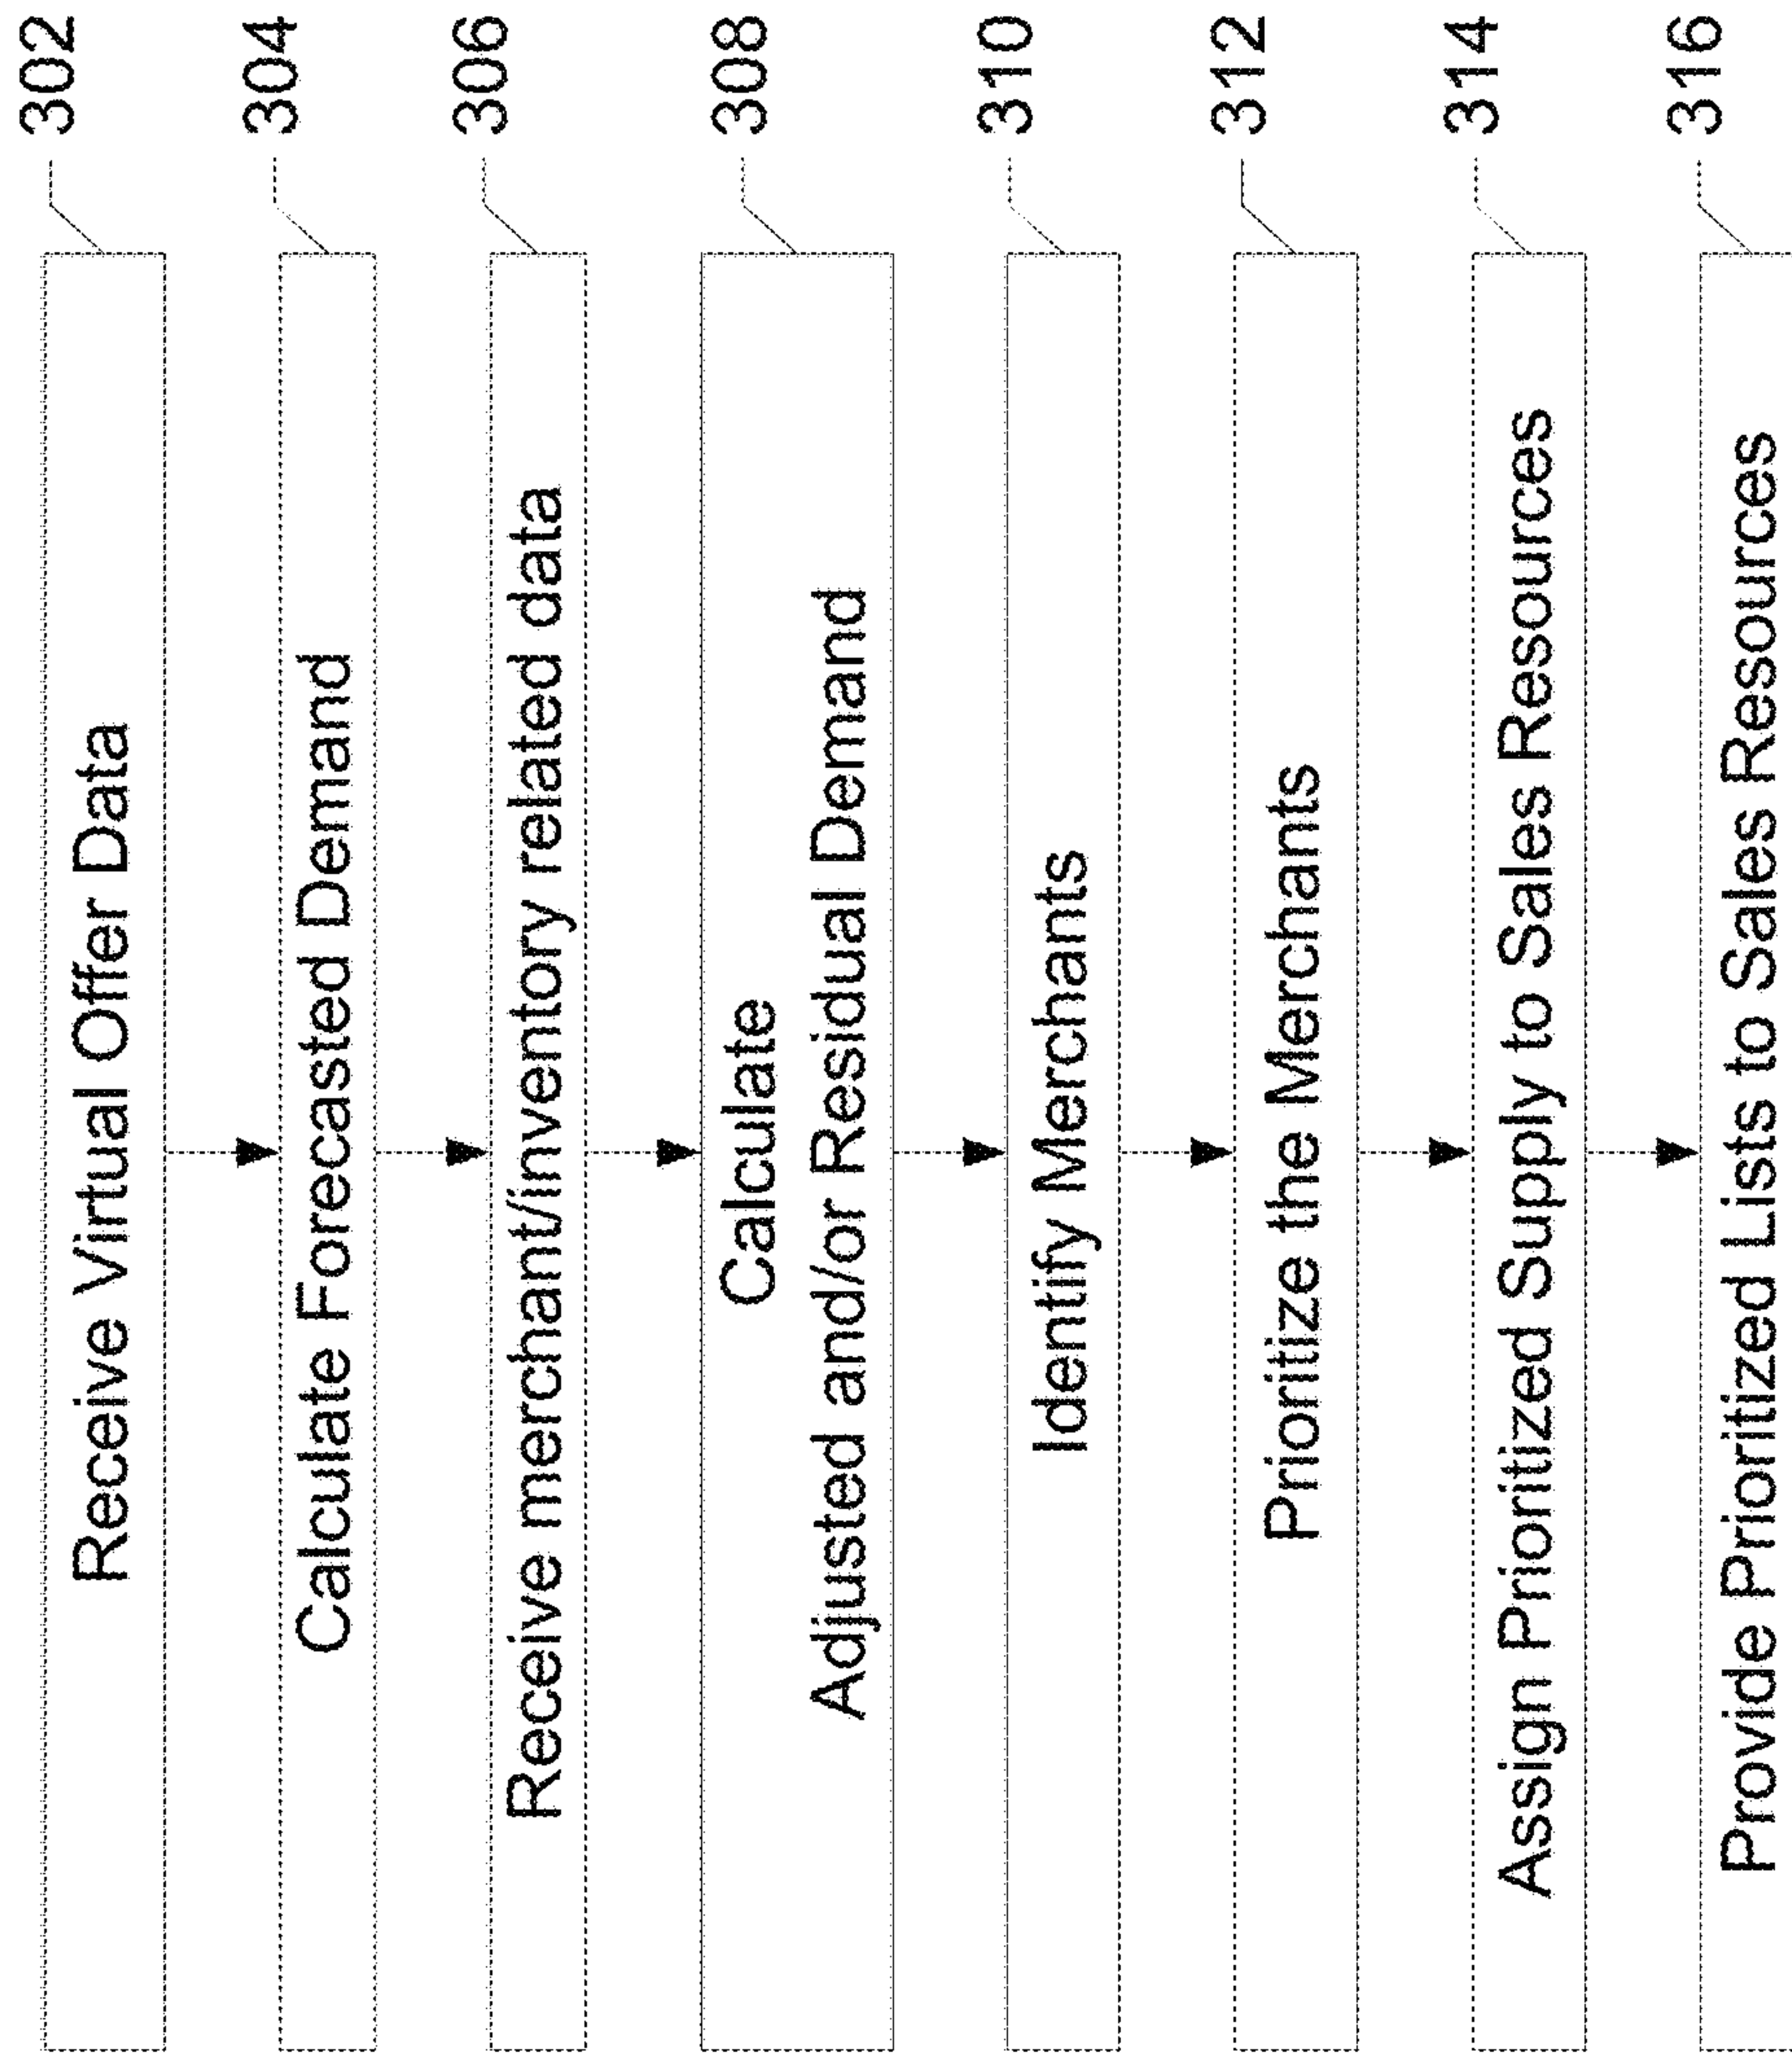 Receive Virtual Offer Data
302
Calculate Forecasted Demand
304
Receive merchant/inventory related data
306
Calculate
Adjusted and/or Residual Demand
308
Identify Merchants
310
Prioritize the Merchants
312
Assign Prioritized Supply to Sales Resources
314
Provide Prioritized Lists to Sales Resources
316